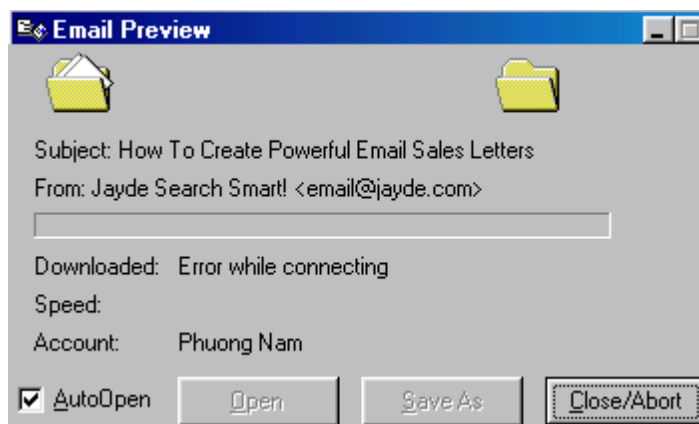 Email Preview
Subject: How To Create Powerful Email Sales Letters
From: Jayde Search Smart! <email@jayde.com>
Downloaded: Error while connecting
Speed:
Account: Phuong Nam
AutoOpen Open Save As Close/Abort